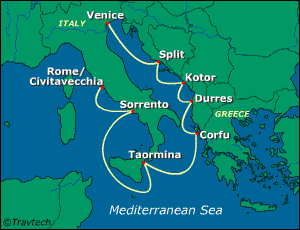 Venice
ITALY
Split
Rome/
Civitavecchia
Kotor
Durres
Sorrento
GREECE
Corfu
Taormina
Mediterranean Sea
©Travtech